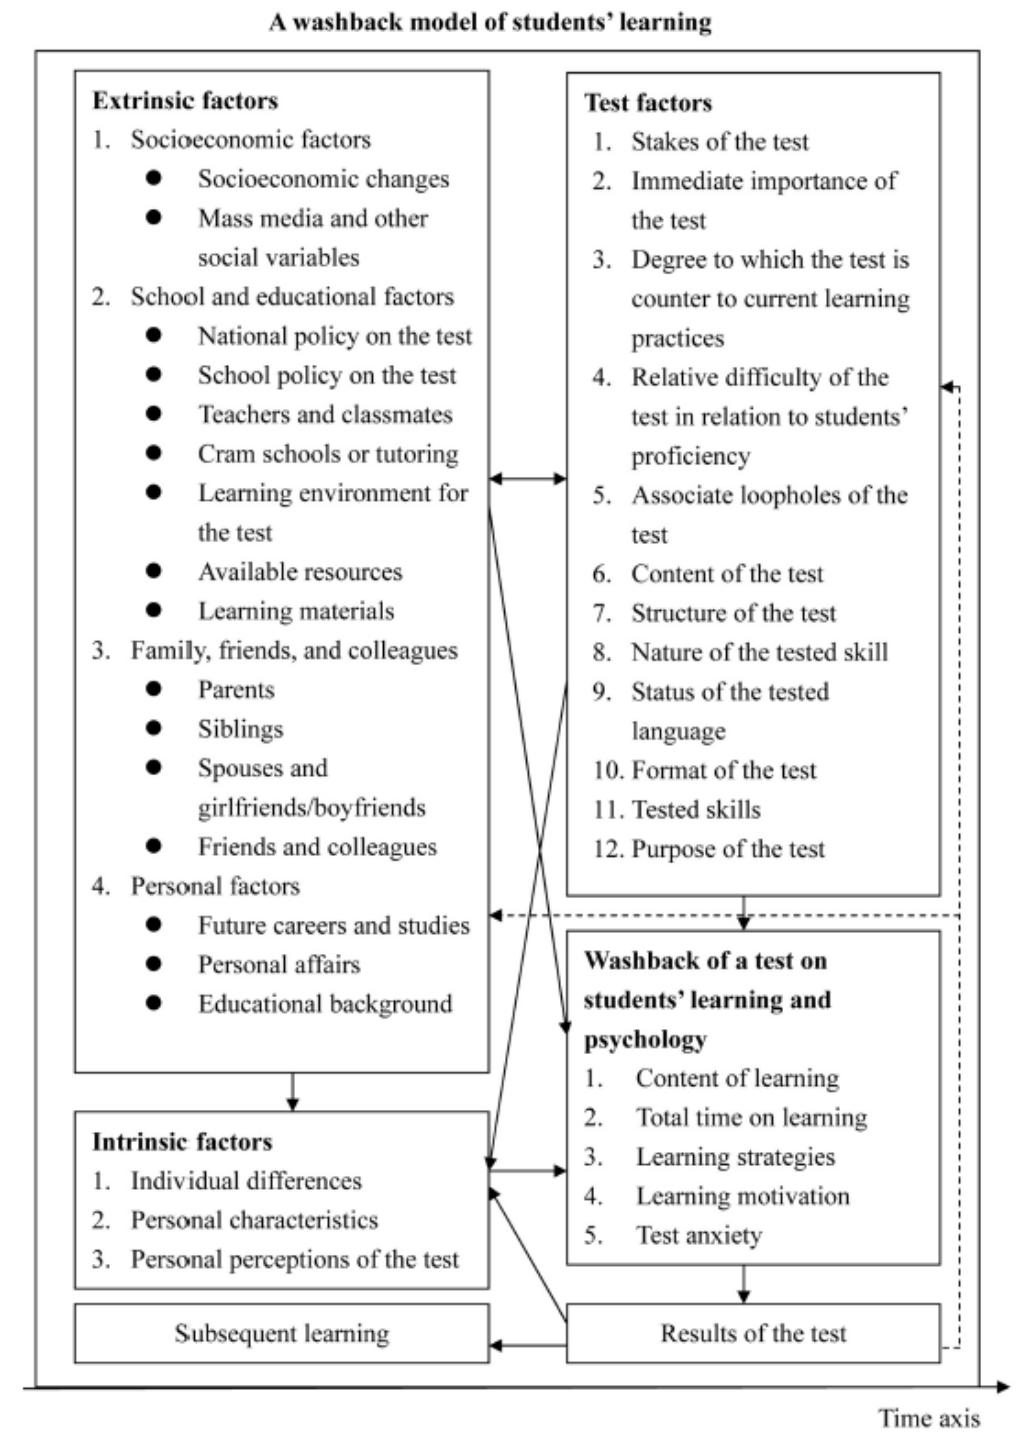 A washback model of students’ learning
Extrinsic factors
1. Socioeconomic factors
● Socioeconomic changes
● Mass media and other
social variables
2. School and educational factors
● National policy on the test
● School policy on the test
● Teachers and classmates
● Cram schools or tutoring
● Learning environment for
the test
● Available resources
● Learning materials
3. Family, friends, and colleagues
● Parents
● Siblings
● Spouses and
girlfriends/boyfriends
● Friends and colleagues
4. Personal factors
● Future careers and studies
● Personal affairs
● Educational background
Test factors
1. Stakes of the test
2. Immediate importance of
the test
3. Degree to which the test is
counter to current learning
practices
4. Relative difficulty of the
test in relation to students’
proficiency
5. Associate loopholes of the
test
6. Content of the test
7. Structure of the test
8. Nature of the tested skill
9. Status of the tested
language
10. Format of the test
11. Tested skills
12. Purpose of the test
Intrinsic factors
1. Individual differences
2. Personal characteristics
3. Personal perceptions of the test
Washback of a test on
students’ learning and
psychology
1. Content of learning
2. Total time on learning
3. Learning strategies
4. Learning motivation
5. Test anxiety
Subsequent learning
Results of the test
Time axis